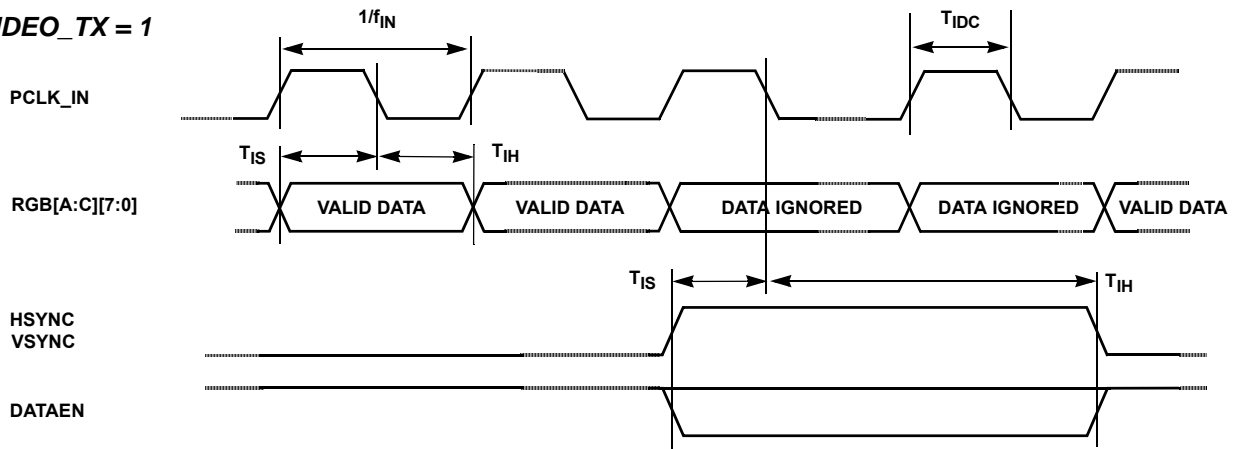 IDEO_TX = 1
1/fIN
TIDC
PCLK_IN
TIS
TIH
RGB[A:C][7:0]
VALID DATA
VALID DATA
DATA IGNORED
DATA IGNORED
VALID DATA
TIS
TIH
HSYNC
VSYNC
DATAEN